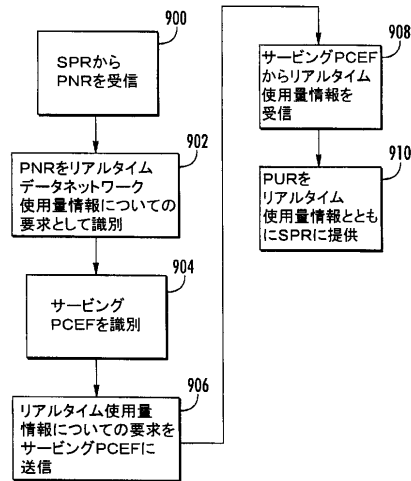 900
SPRから
PNRを受信
902
PNRをリアルタイム
データネットワーク
使用量情報についての
要求として識別
904
サービング
PCEFを識別
906
リアルタイム使用量
情報についての要求を
サービングPCEFに
送信
908
サービングPCEF
からリアルタイム
使用量情報を
受信
910
PURを
リアルタイム
使用量情報ととも
にSPRに提供